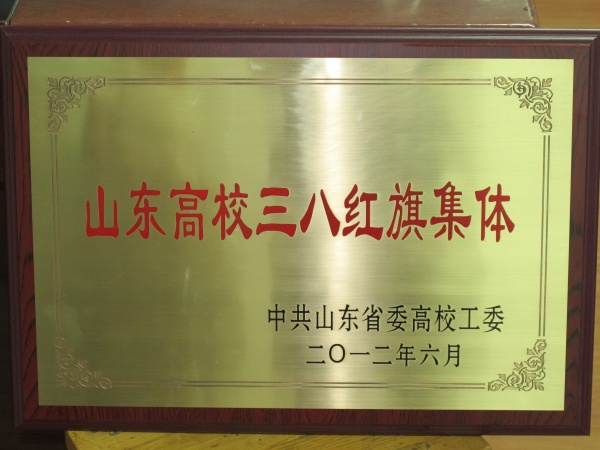 山东高校三八红旗集体
中共山东省委高校工委
二〇一二年六月